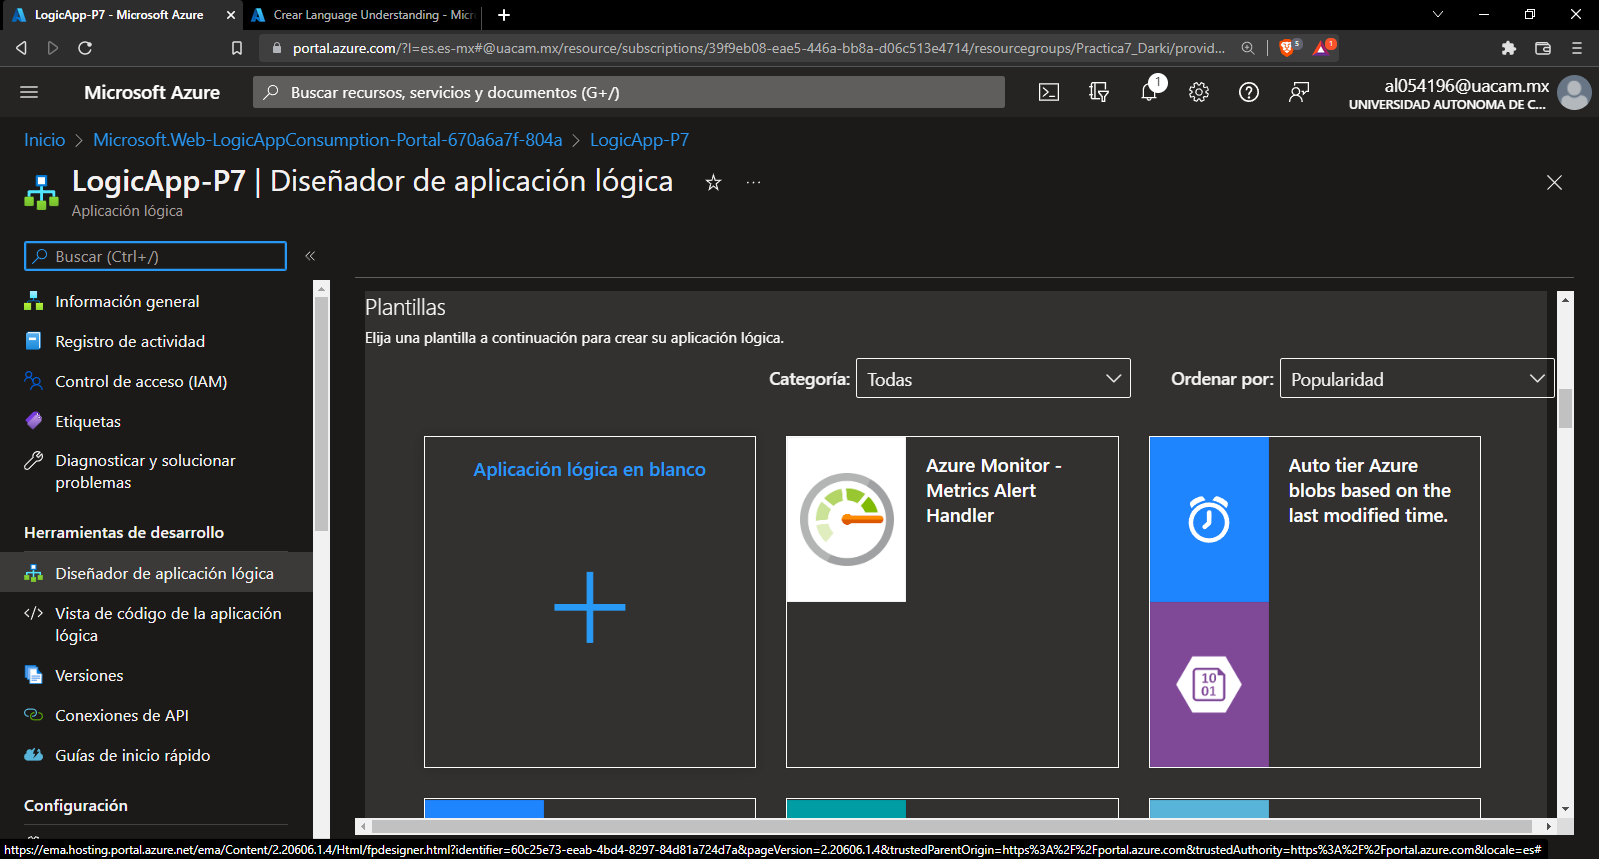 LogicApp-P7 - Microsoft Azure
Crear Language Understanding - Micr
portal.azure.com/?l=es.es-mx#@uacam.mx/resource/subscriptions/39f9eb08-eae5-446a-bb8a-d06c513e4714/resourcegroups/Practica7_Darki/provid...
5
1
Microsoft Azure
Buscar recursos, servicios y documentos (G+/)
1
al054196@uacam.mx
UNIVERSIDAD AUTONOMA DE C...
Inicio > Microsoft.Web-LogicAppConsumption-Portal-670a6a7f-804a > LogicApp-P7
LogicApp-P7 | Diseñador de aplicación lógica
Aplicación lógica
Buscar (Ctrl+/)
Información general
Registro de actividad
Control de acceso (IAM)
Etiquetas
Diagnosticar y solucionar
problemas
Herramientas de desarrollo
Diseñador de aplicación lógica
Vista de código de la aplicación
lógica
Versiones
Conexiones de API
Guías de inicio rápido
Configuración
Plantillas
Elija una plantilla a continuación para crear su aplicación lógica.
Categoría: Todas
Ordenar por: Popularidad
Aplicación lógica en blanco
Azure Monitor -
Metrics Alert
Handler
Auto tier Azure
blobs based on the
last modified time.
10
01
https://ema.hosting.portal.azure.net/ema/Content/2.20606.1.4/Html/fpdesigner.html?identifier=60c25e73-eeab-4bd4-8297-84d81a724d7a&pageVersion=2.20606.1.4&trustedParentOrigin=https%3A%2F%2Fportal.azure.com&trustedAuthority=https%3A%2F%2Fportal.azure.com&locale=es#